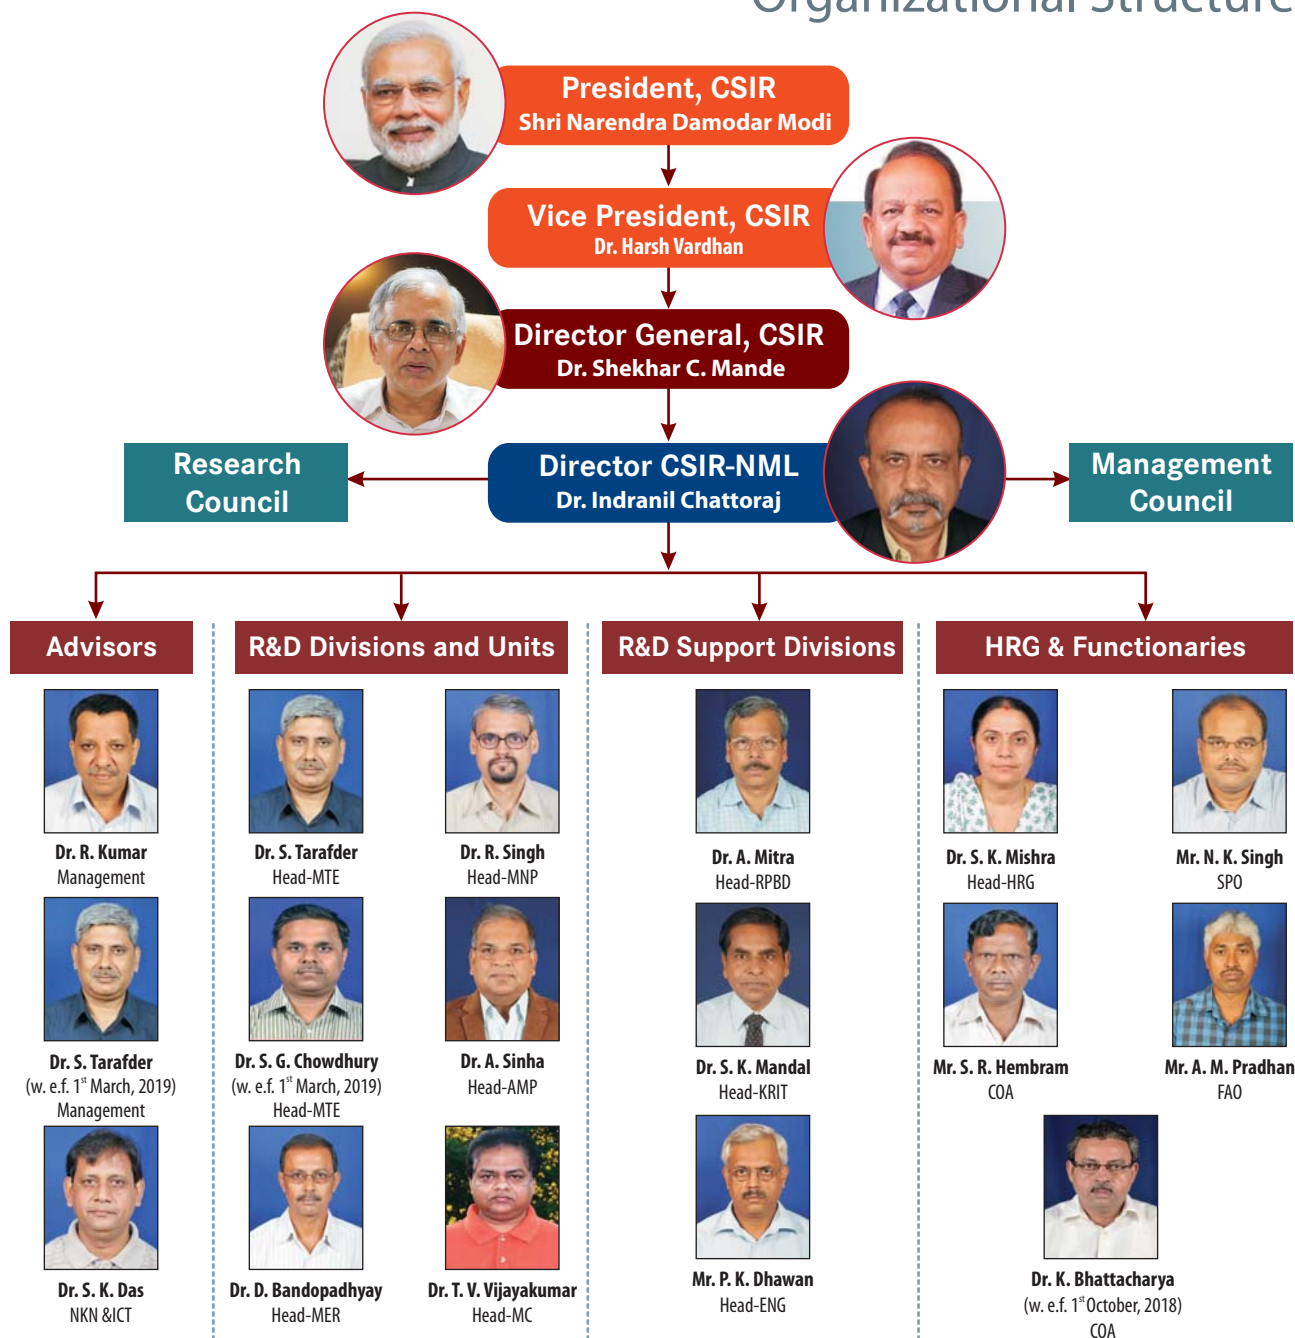 Organizational Structure
President, CSIR
Shri Narendra Damodar Modi
Vice President, CSIR
Dr. Harsh Vardhan
Director General, CSIR
Dr. Shekhar C. Mande
Research
Council
Director CSIR-NML
Dr. Indranil Chattoraj
Management
Council
Advisors
R&D Divisions and Units
R&D Support Divisions
HRG & Functionaries
Dr. R. Kumar
Management
Dr. S. Tarafder
(w. e.f. 1st March, 2019)
Management
Dr. S. K. Das
NKN &ICT
Dr. S. Tarafder
Head-MTE
Dr. R. Singh
Head-MNP
Dr. S. G. Chowdhury
(w. e.f. 1st March, 2019)
Head-MTE
Dr. A. Sinha
Head-AMP
Dr. D. Bandopadhyay
Head-MER
Dr. T. V. Vijayakumar
Head-MC
Dr. A. Mitra
Head-RPBD
Dr. S. K. Mandal
Head-KRIT
Mr. P. K. Dhawan
Head-ENG
Dr. S. K. Mishra
Head-HRG
Mr. N. K. Singh
SPO
Mr. S. R. Hembram
COA
Mr. A. M. Pradhan
FAO
Dr. K. Bhattacharya
(w. e.f. 1st October, 2018)
COA